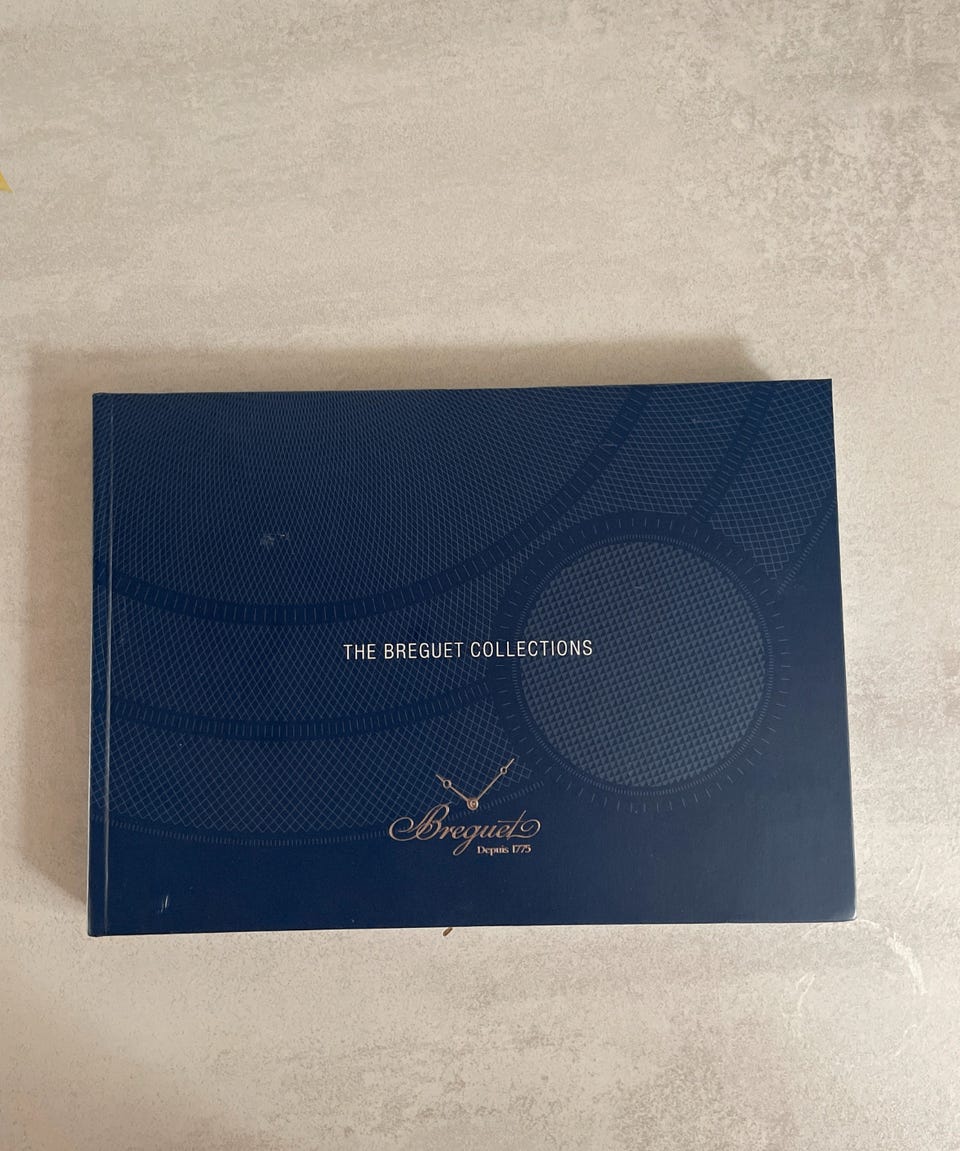 THE BREGUET COLLECTIONS
Breguet
Depuis 1775